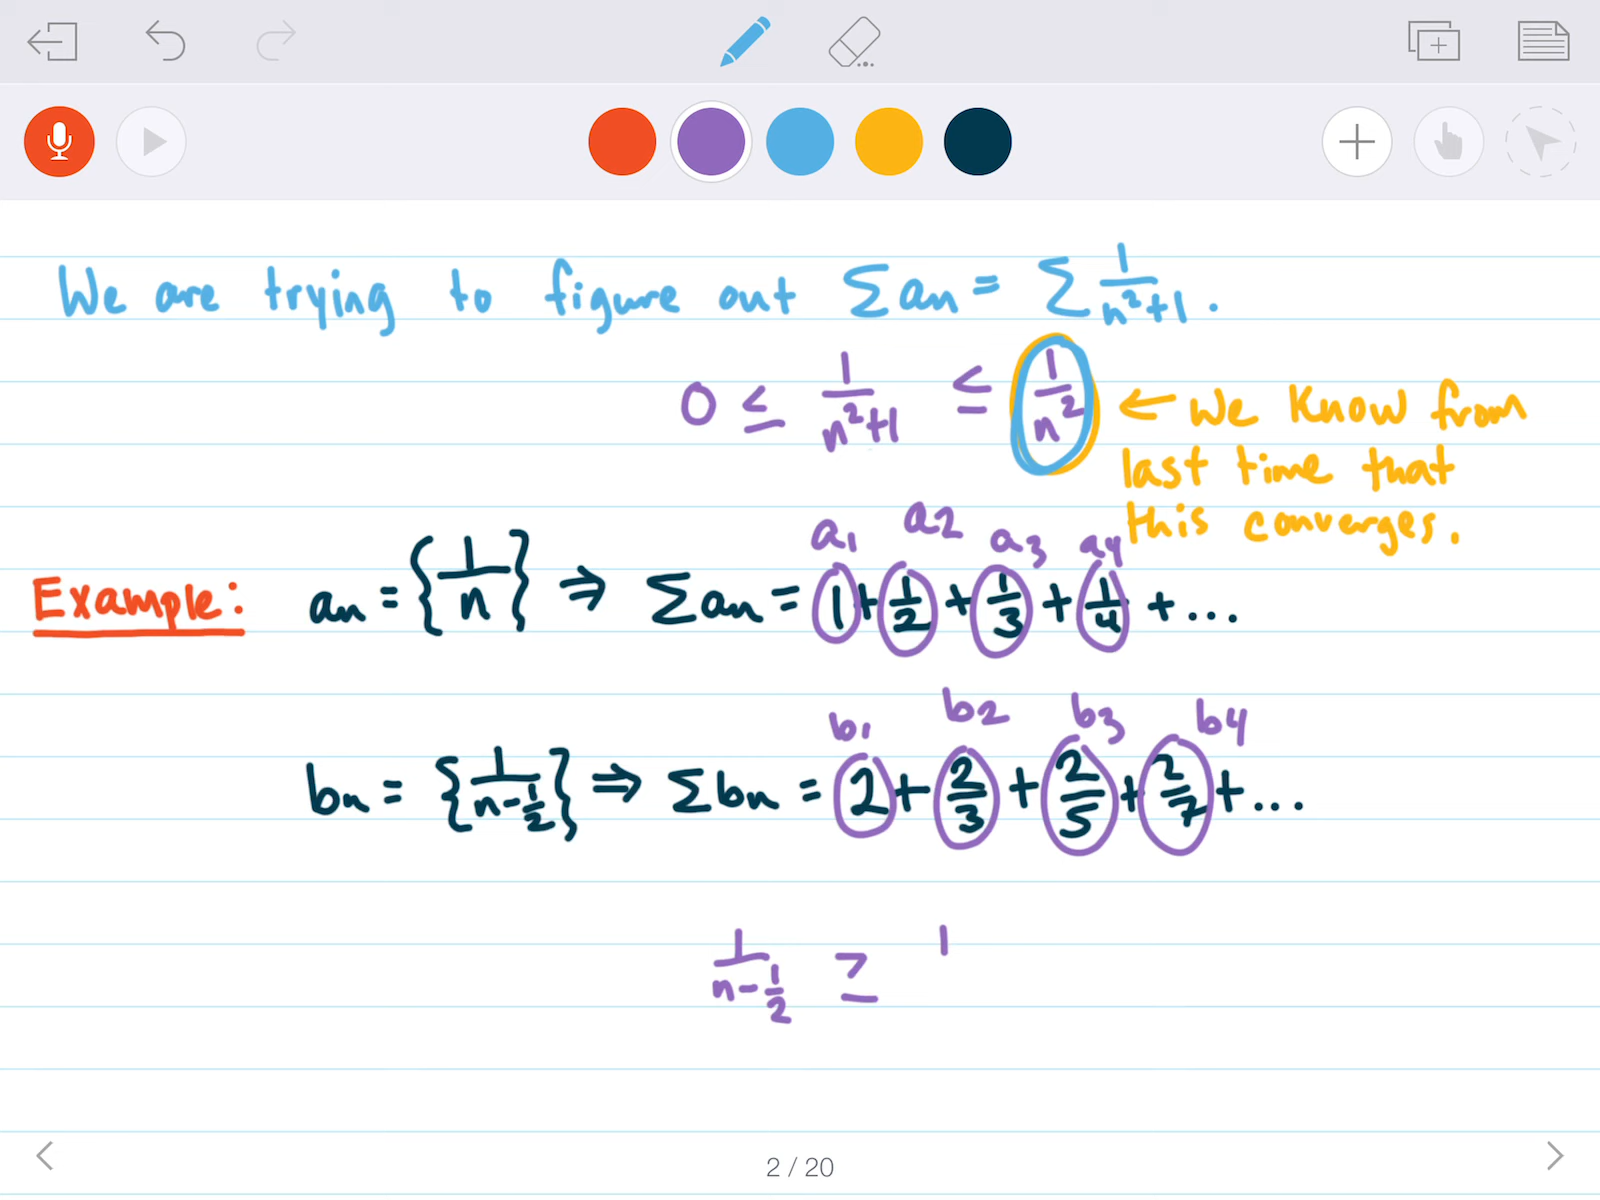 We are trying to figure out Σan = Σ 1/n²+1.
0 ≤ 1/n²+1 ≤ 1/n² ← We know from
last time that
this converges.
a1 a2 a3 a4
Example: an = {1/n} ⇒ Σan = 1 + 1/2 + 1/3 + 1/4 + ...
b1 b2 b3 b4
bn = {1/n-1/2} ⇒ Σbn = 2 + 2/3 + 2/5 + 2/7 + ...
1/n-1/2 ≥ 1
2 / 20